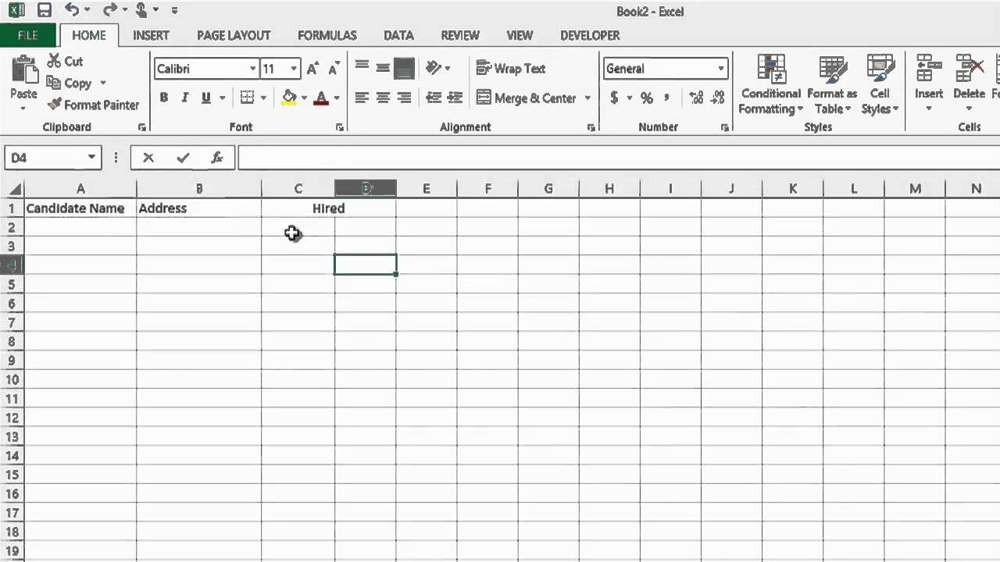 Book2 - Excel
FILE HOME INSERT PAGE LAYOUT FORMULAS DATA REVIEW VIEW DEVELOPER
Paste
Cut
Copy
Format Painter
Clipboard
Calibri 11
B I U A
Font
Wrap Text
Merge & Center
Alignment
General
$ % ,
Number
Conditional Formatting
Format as Table
Cell Styles
Styles
Insert Delete
Cells
D4
fx
A B C D E F G H I J K L M N
1 Candidate Name Address Hired
2
3
4
5
6
7
8
9
10
11
12
13
14
15
16
17
18
19